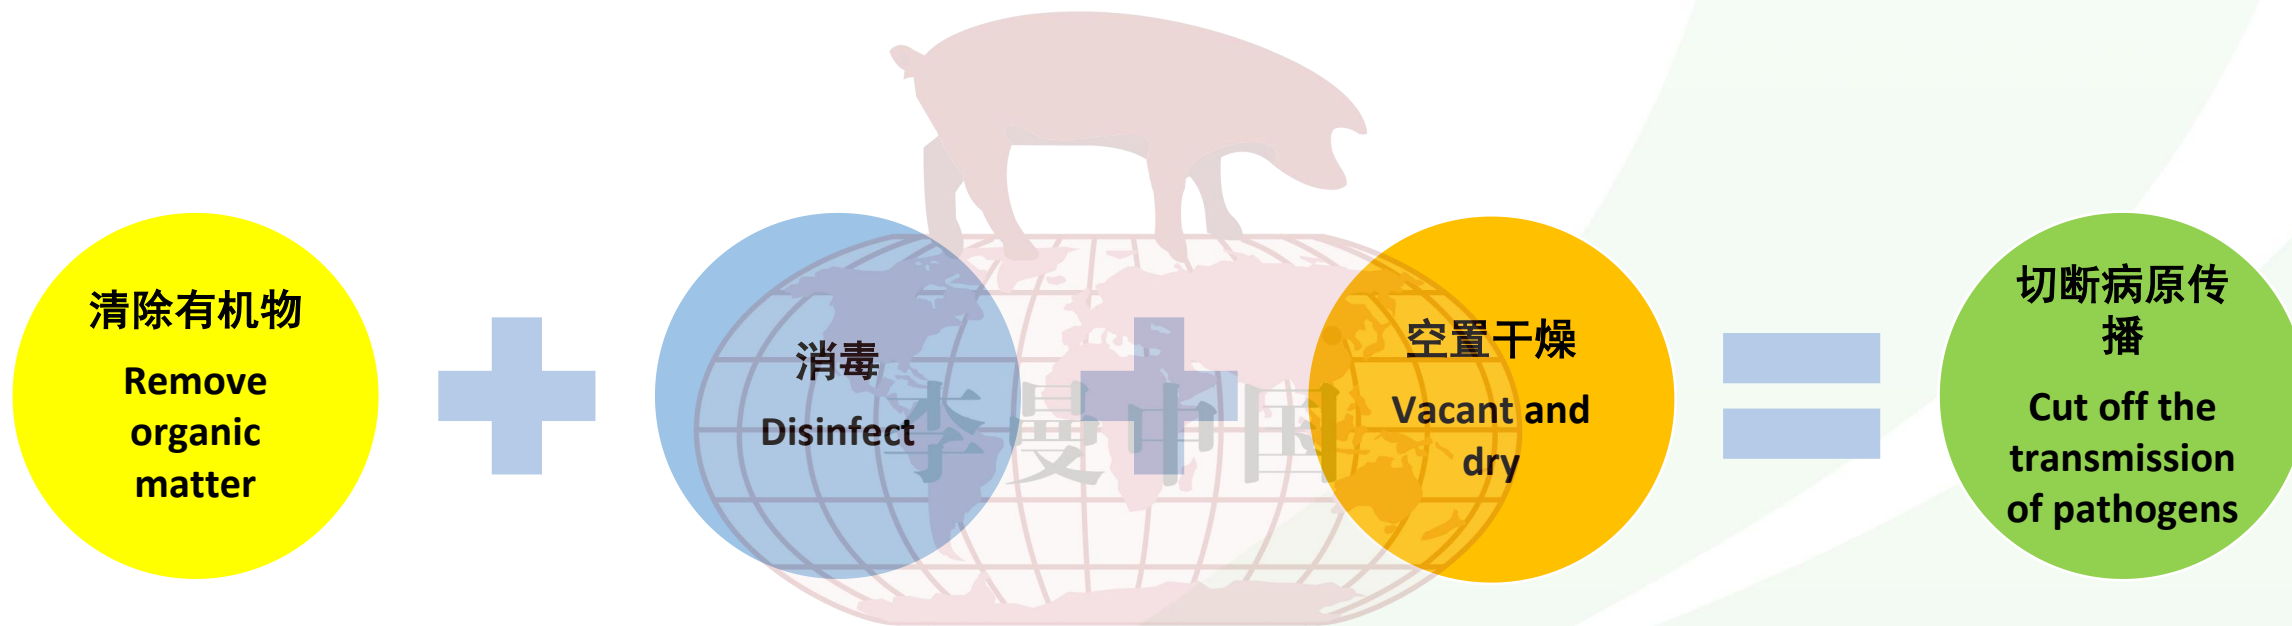 清除有机物
Remove
organic
matter
消毒
Disinfect
空置干燥
Vacant and
dry
切断病原传
播
Cut off the
transmission
of pathogens
李曼中国